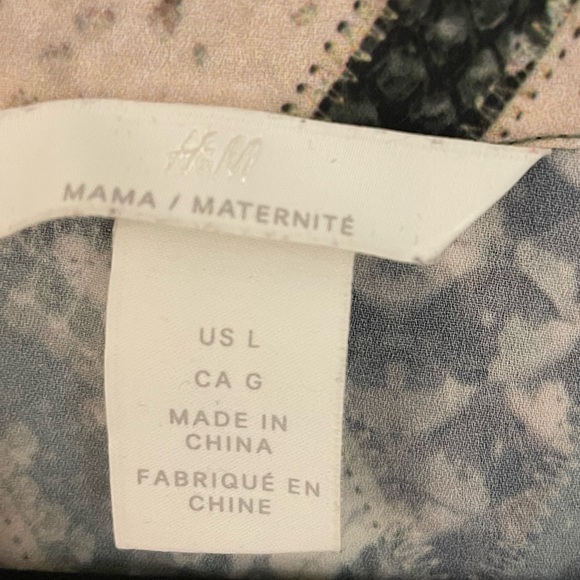 H&M
MAMA / MATERNITÉ
US L
CA G
MADE IN
CHINA
FABRIQUÉ EN
CHINE